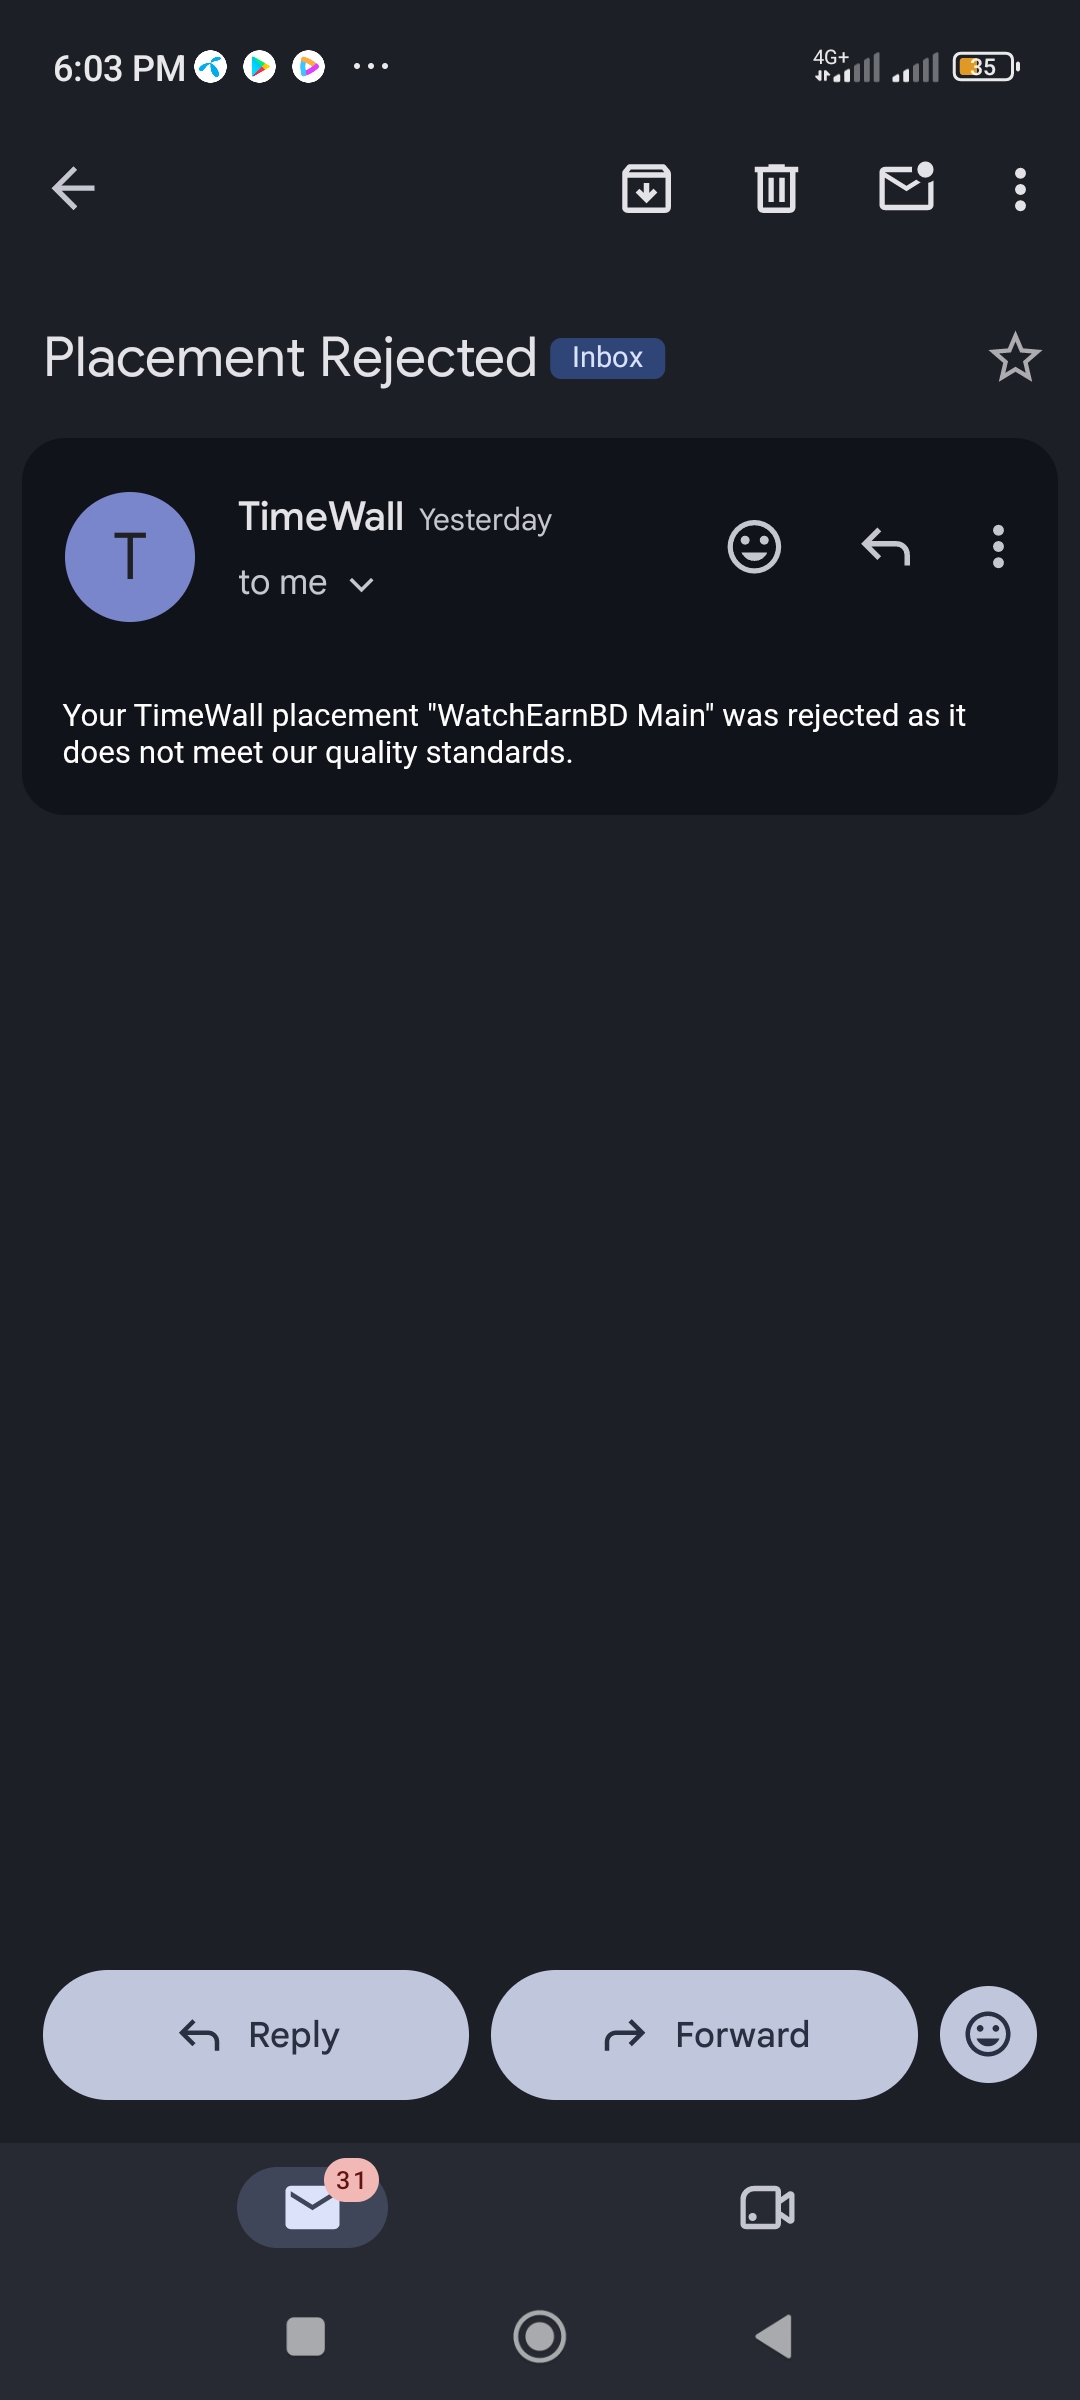 6:03 PM
4G+
35
Placement Rejected Inbox
T
TimeWall Yesterday
to me
Your TimeWall placement "WatchEarnBD Main" was rejected as it
does not meet our quality standards.
Reply
Forward
31